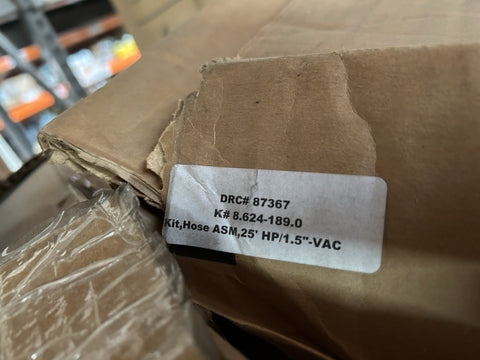 DRC# 87367
K# 8.624-189.0
Kit,Hose ASM,25' HP/1.5"-VAC